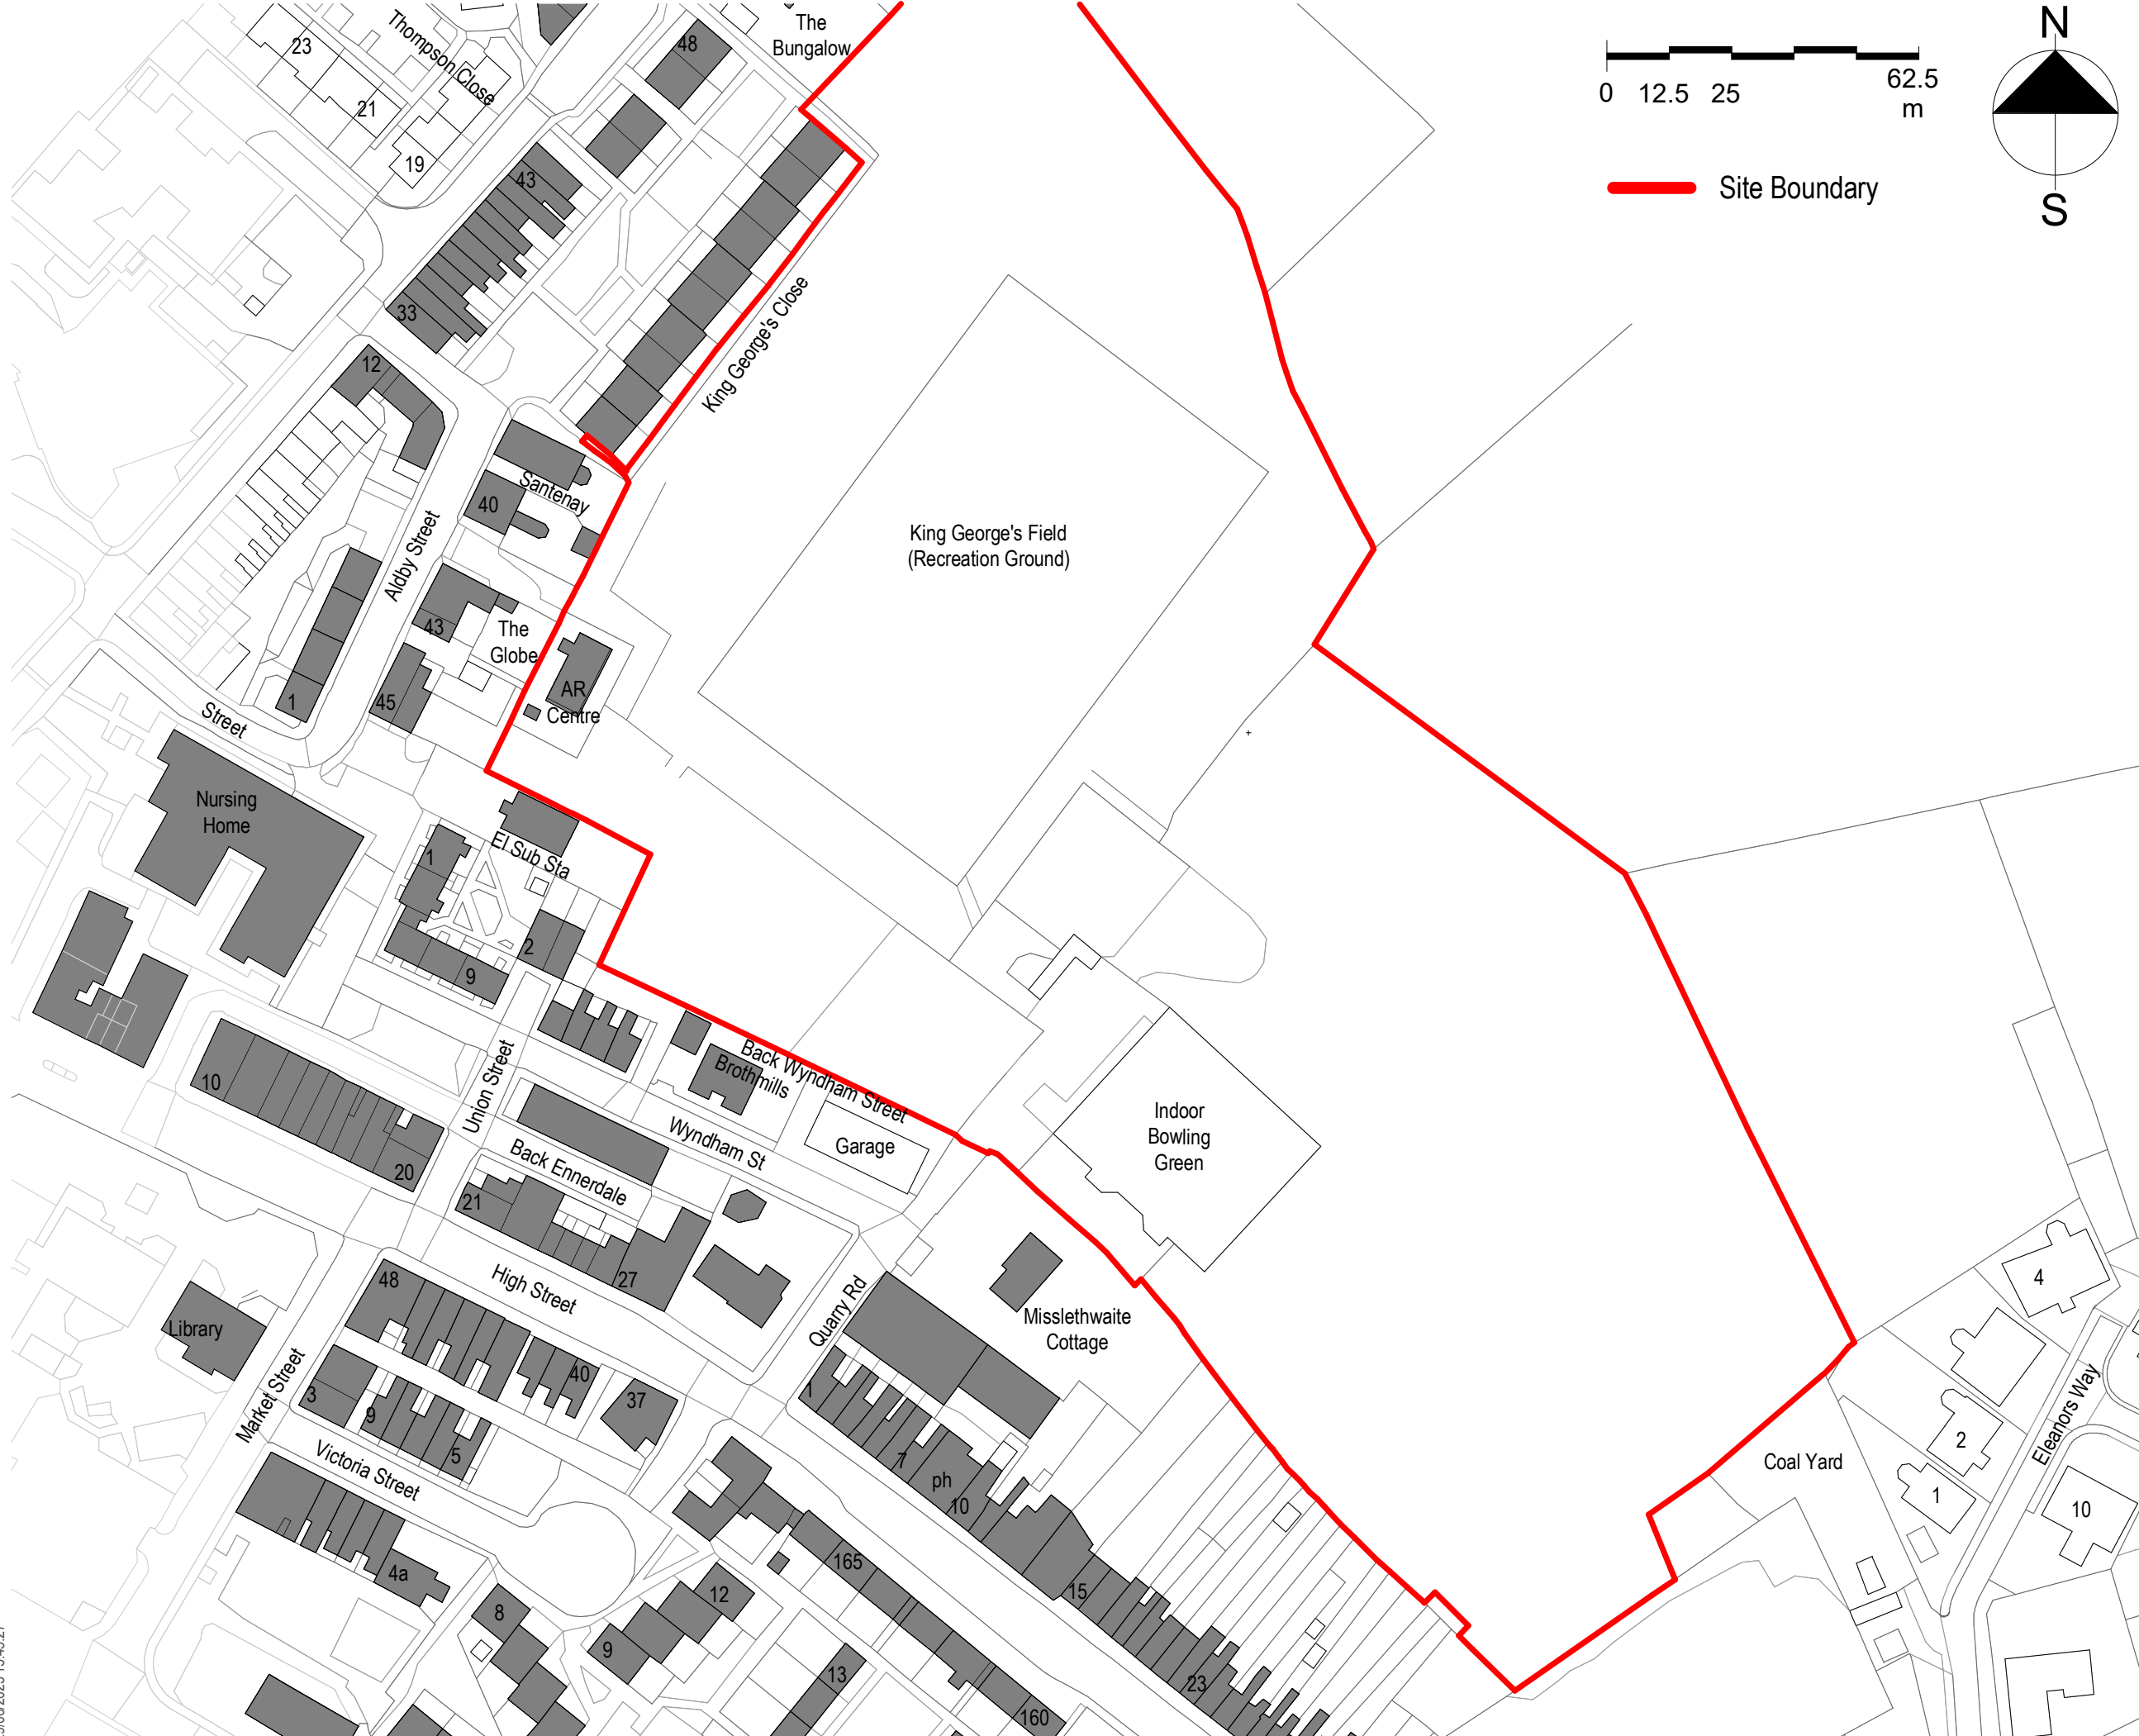 23
Thompson Close
21
19
48
The
Bungalow
N
0 12.5 25 62.5
m
Site Boundary
S
43
33
12
King George's Close
Santenay
40
Aldby Street
King George's Field
(Recreation Ground)
43
The
Globe
45
AR
Centre
1
Street
Nursing
Home
El Sub Sta
1
2
9
Back Wyndham Street
Brothmills
Union Street
10
20
Wyndham St
Garage
Back Ennerdale
21
27
Indoor
Bowling
Green
High Street
48
40
37
Library
Market Street
3
9
5
Victoria Street
4a
Quarry Rd
Misslethwaite
Cottage
1
7
ph
10
15
23
165
12
8
9
13
160
Coal Yard
Eleanors Way
4
2
1
10